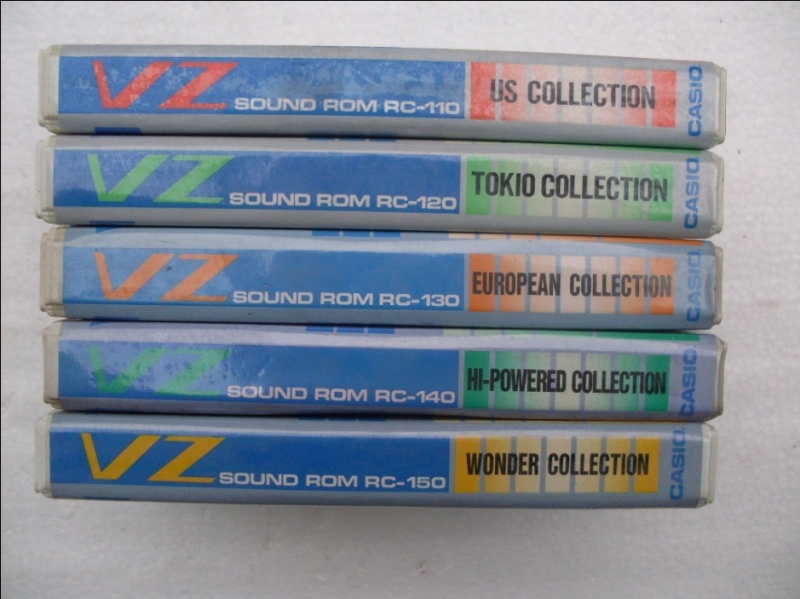 VZ SOUND ROM RC-110 US COLLECTION CASIO
VZ SOUND ROM RC-120 TOKIO COLLECTION CASIO
VZ SOUND ROM RC-130 EUROPEAN COLLECTION CASIO
VZ SOUND ROM RC-140 HI-POWERED COLLECTION CASIO
VZ SOUND ROM RC-150 WONDER COLLECTION CASIO